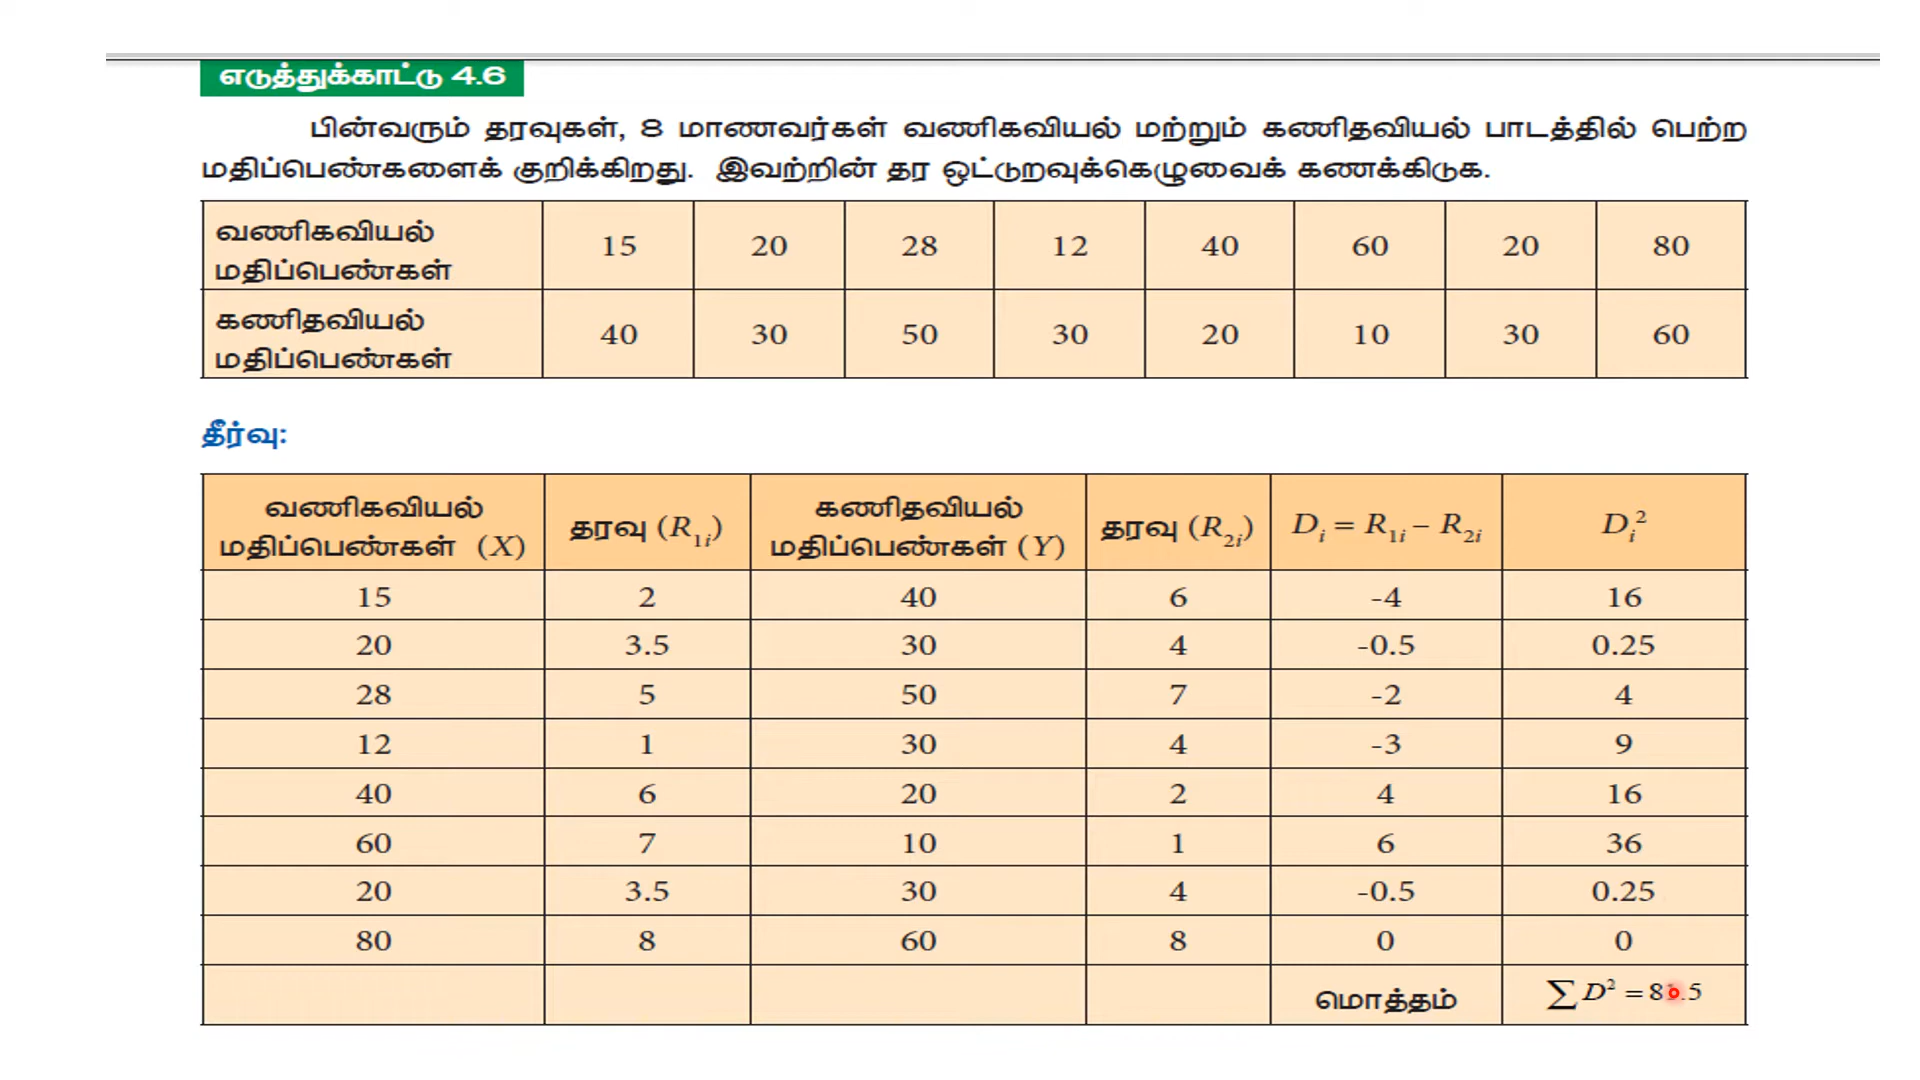 எடுத்துக்காட்டு 4.6
பின்வரும் தரவுகள், 8 மாணவர்கள் வணிகவியல் மற்றும் கணிதவியல் பாடத்தில் பெற்ற
மதிப்பெண்களைக் குறிக்கிறது. இவற்றின் தர ஒட்டுறவுக்கெழுவைக் கணக்கிடுக.
வணிகவியல் மதிப்பெண்கள் 15 20 28 12 40 60 20 80
கணிதவியல் மதிப்பெண்கள் 40 30 50 30 20 10 30 60
தீர்வு:
வணிகவியல் மதிப்பெண்கள் (X) தரவு (R₁ᵢ) கணிதவியல் மதிப்பெண்கள் (Y) தரவு (R₂ᵢ) Dᵢ = R₁ᵢ – R₂ᵢ Dᵢ²
15 2 40 6 -4 16
20 3.5 30 4 -0.5 0.25
28 5 50 7 -2 4
12 1 30 4 -3 9
40 6 20 2 4 16
60 7 10 1 6 36
20 3.5 30 4 -0.5 0.25
80 8 60 8 0 0
மொத்தம் ∑ D² =